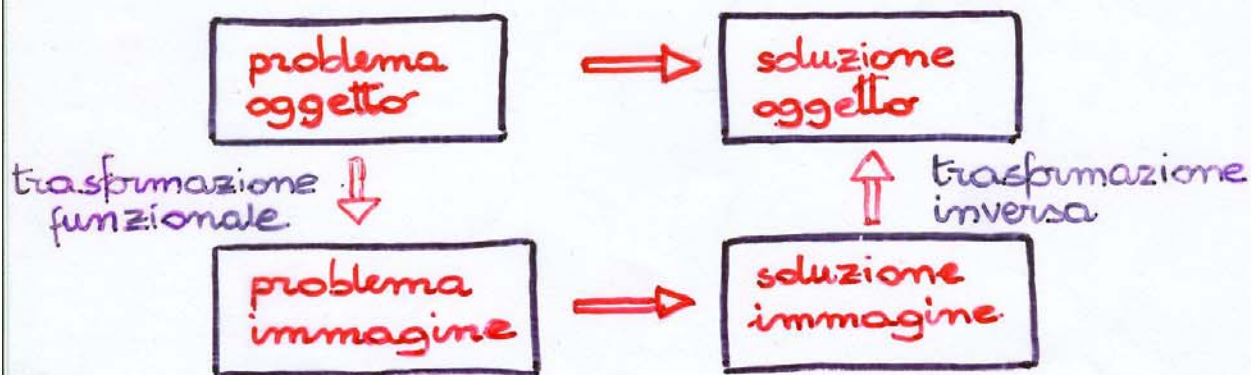 problema
oggetto
soluzione
oggetto
trasformazione
funzionale
trasformazione
inversa
problema
immagine
soluzione
immagine